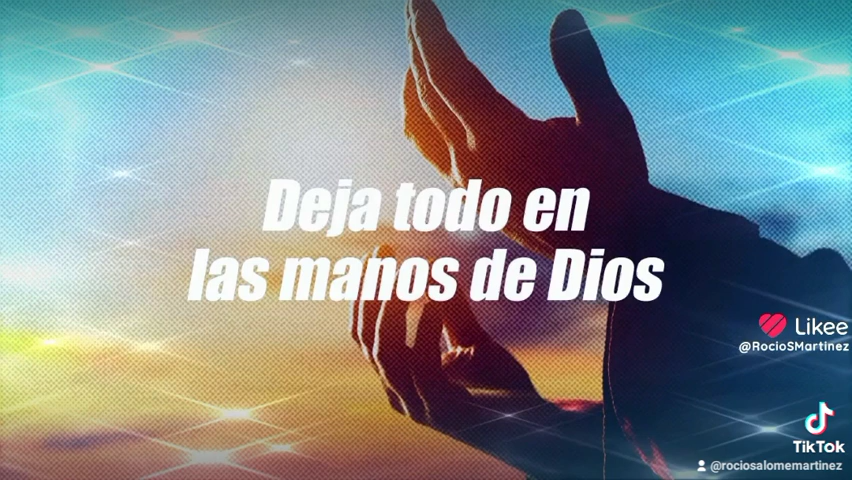 Deja todo en
las manos de Dios
Likee
@RocioSMartinez
TikTok
@rociosalomemartinez